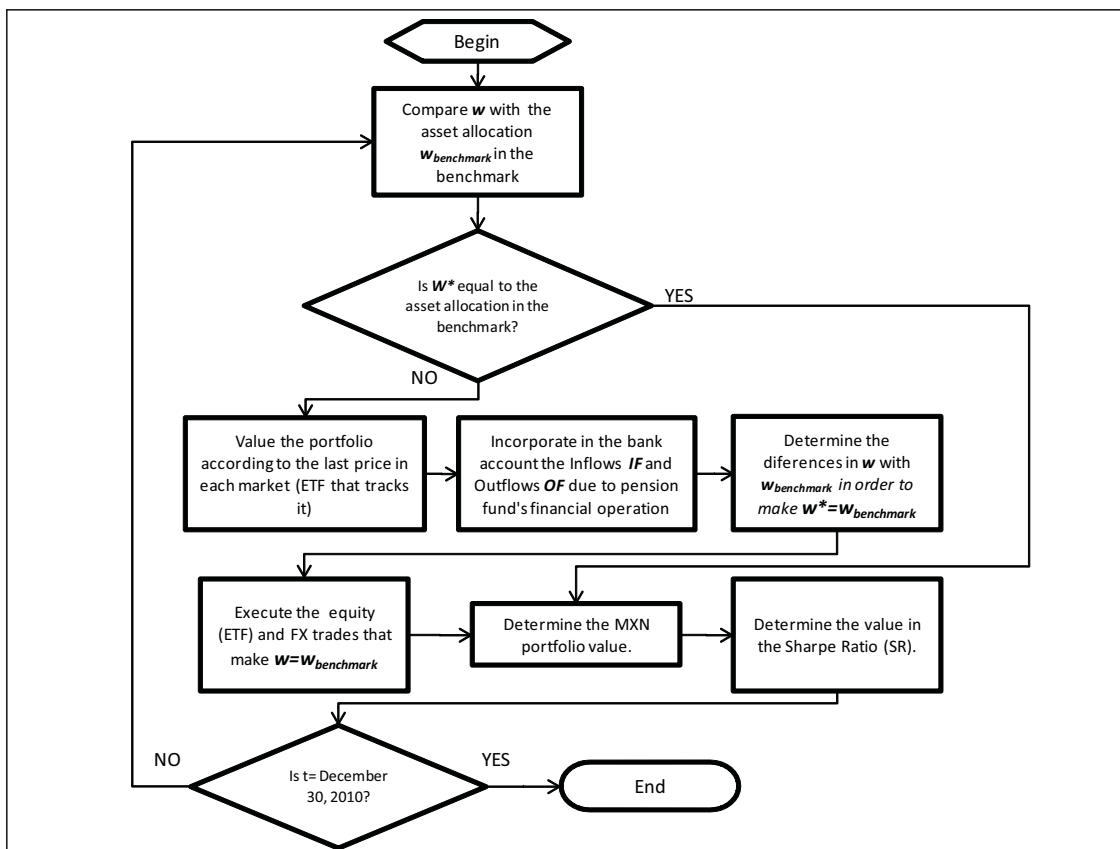 Begin
Compare w with the
asset allocation
wbenchmark in the
benchmark
Is W* equal to the
asset allocation in the
benchmark?
YES
NO
Value the portfolio
according to the last price in
each market (ETF that tracks
it)
Incorporate in the bank
account the Inflows IF and
Outflows OF due to pension
fund's financial operation
Determine the
diferences in w with
wbenchmark in order to
make w*=wbenchmark
Execute the equity
(ETF) and FX trades that
make w=wbenchmark
Determine the MXN
portfolio value.
Determine the value in
the Sharpe Ratio (SR).
NO
Is t= December
30, 2010?
YES
End